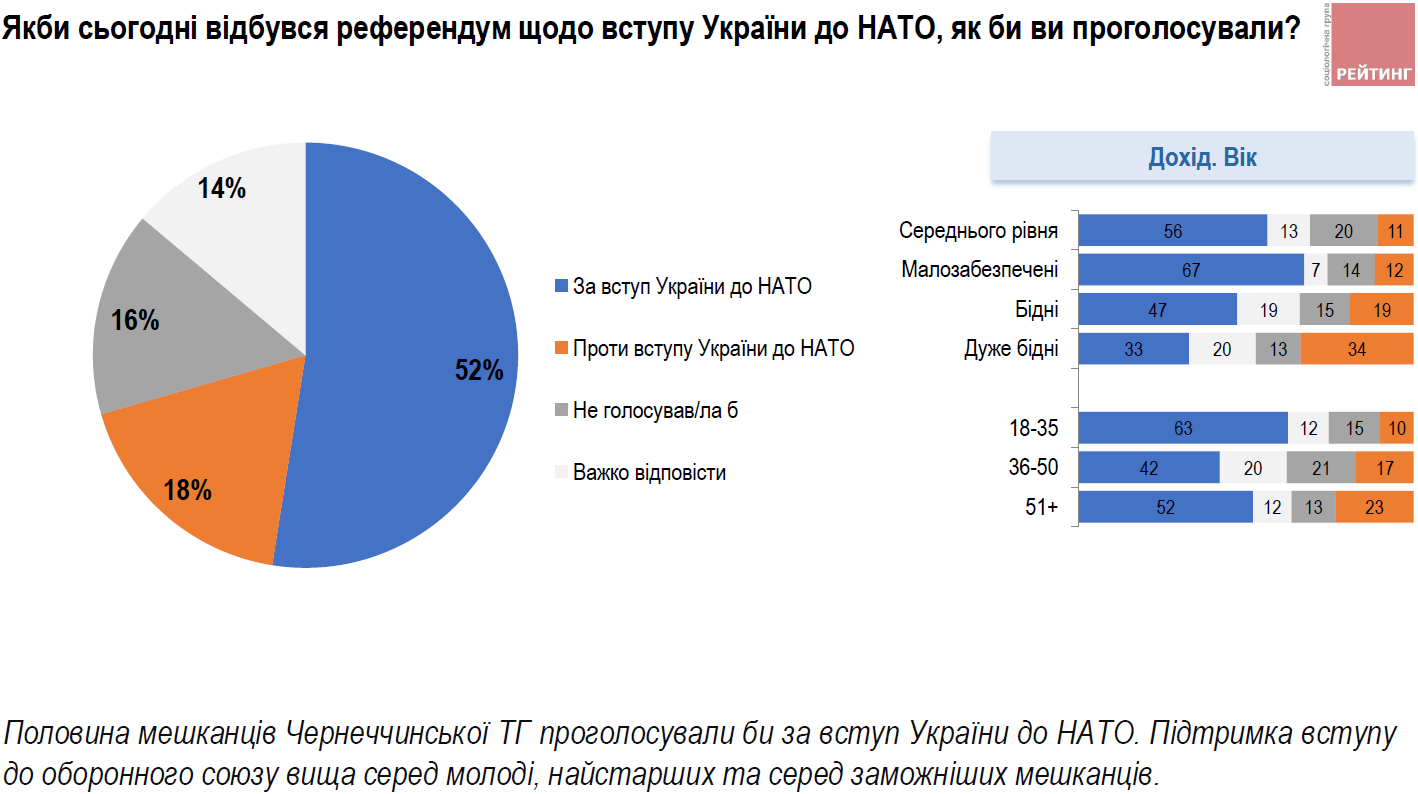 Якби сьогодні відбувся референдум щодо вступу України до НАТО, як би ви проголосували?
соціологічна група
РЕЙТИНГ
14%
16%
18%
52%
За вступ України до НАТО
Проти вступу України до НАТО
Не голосував/ла б
Важко відповісти
Дохід. Вік
Середнього рівня 56 13 20 11
Малозабезпечені 67 7 14 12
Бідні 47 19 15 19
Дуже бідні 33 20 13 34
18-35 63 12 15 10
36-50 42 20 21 17
51+ 52 12 13 23
Половина мешканців Чернеччинської ТГ проголосували би за вступ України до НАТО. Підтримка вступу
до оборонного союзу вища серед молоді, найстарших та серед заможніших мешканців.